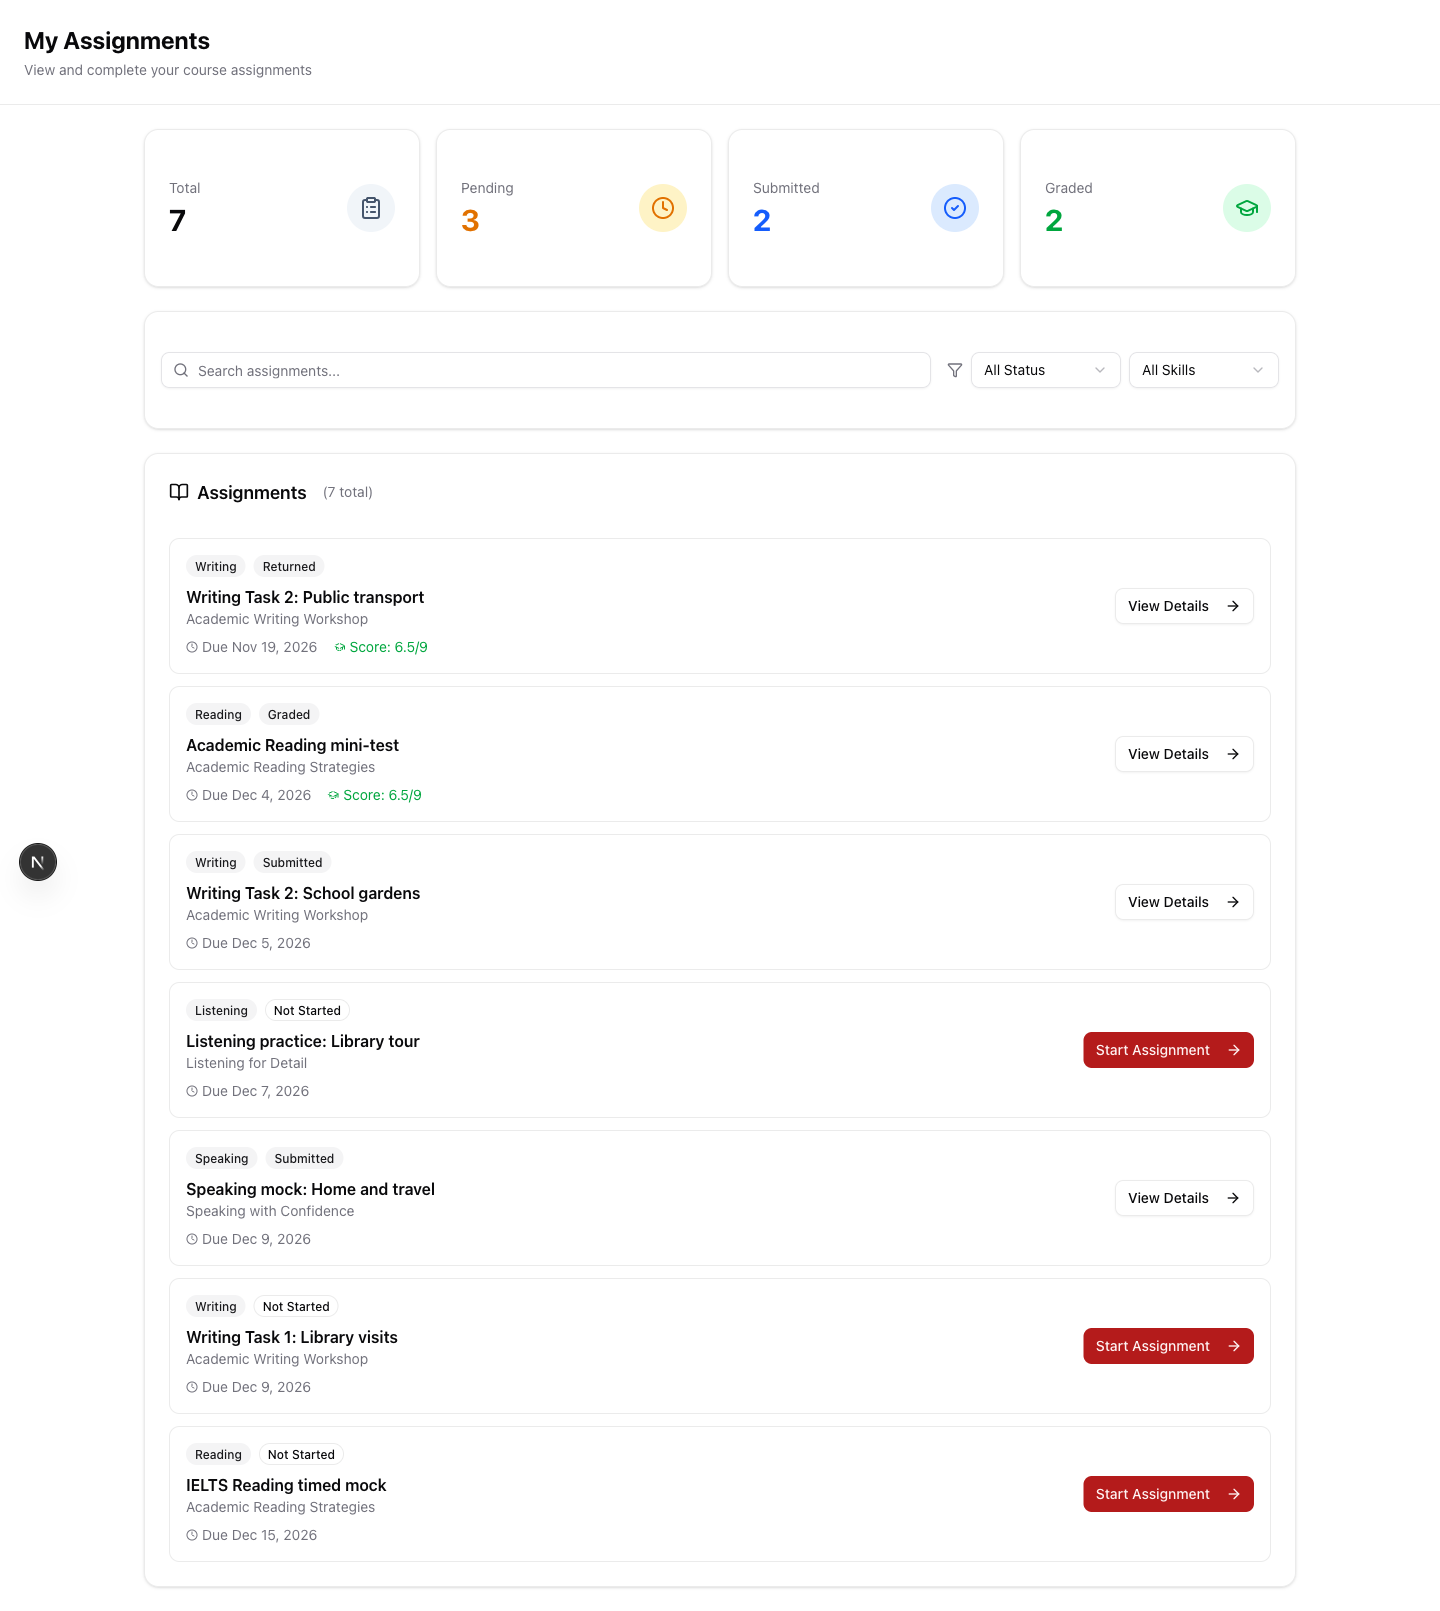 My Assignments
View and complete your course assignments
Total
7
Pending
3
Submitted
2
Graded
2
Search assignments...
All Status
All Skills
Assignments (7 total)
Writing Returned
Writing Task 2: Public transport
Academic Writing Workshop
Due Nov 19, 2026 Score: 6.5/9
View Details
Reading Graded
Academic Reading mini-test
Academic Reading Strategies
Due Dec 4, 2026 Score: 6.5/9
View Details
Writing Submitted
Writing Task 2: School gardens
Academic Writing Workshop
Due Dec 5, 2026
View Details
Listening Not Started
Listening practice: Library tour
Listening for Detail
Due Dec 7, 2026
Start Assignment
Speaking Submitted
Speaking mock: Home and travel
Speaking with Confidence
Due Dec 9, 2026
View Details
Writing Not Started
Writing Task 1: Library visits
Academic Writing Workshop
Due Dec 9, 2026
Start Assignment
Reading Not Started
IELTS Reading timed mock
Academic Reading Strategies
Due Dec 15, 2026
Start Assignment
N